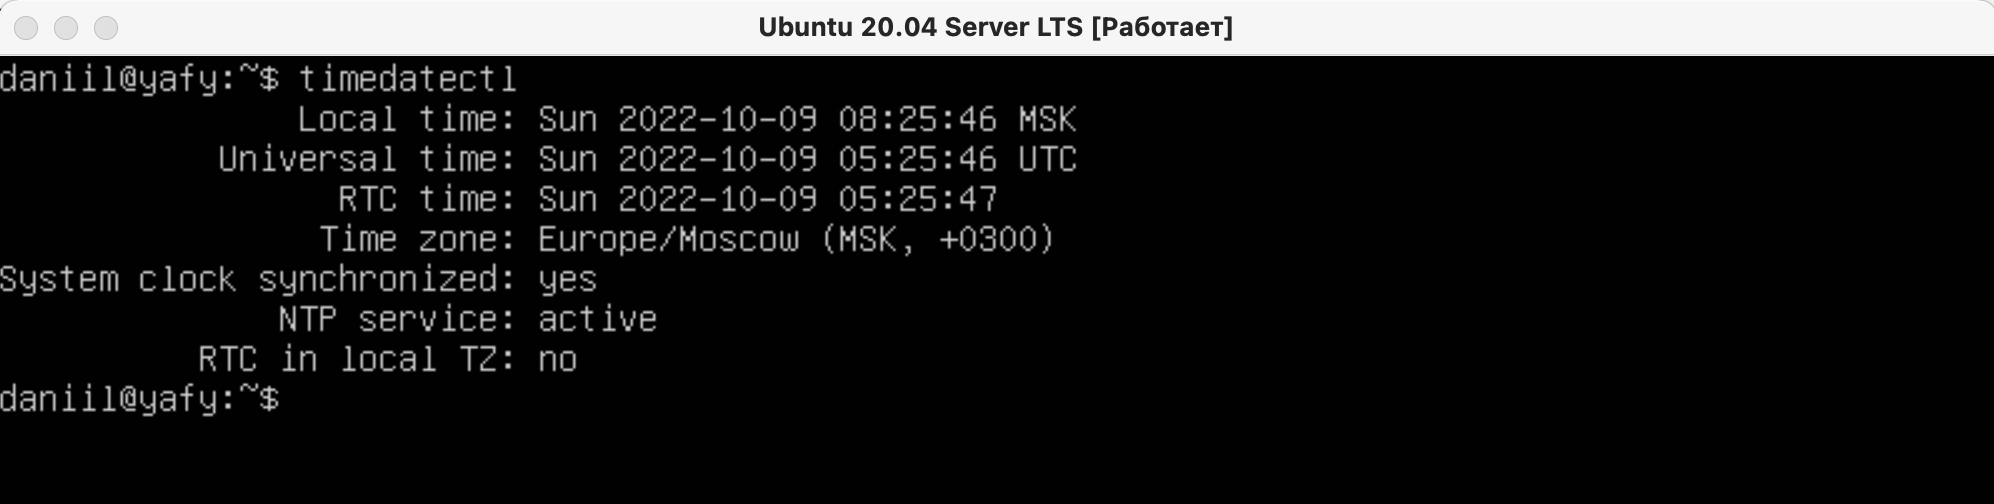 Ubuntu 20.04 Server LTS [Работает]
daniil@yafy:~$ timedatectl
Local time: Sun 2022-10-09 08:25:46 MSK
Universal time: Sun 2022-10-09 05:25:46 UTC
RTC time: Sun 2022-10-09 05:25:47
Time zone: Europe/Moscow (MSK, +0300)
System clock synchronized: yes
NTP service: active
RTC in local TZ: no
daniil@yafy:~$